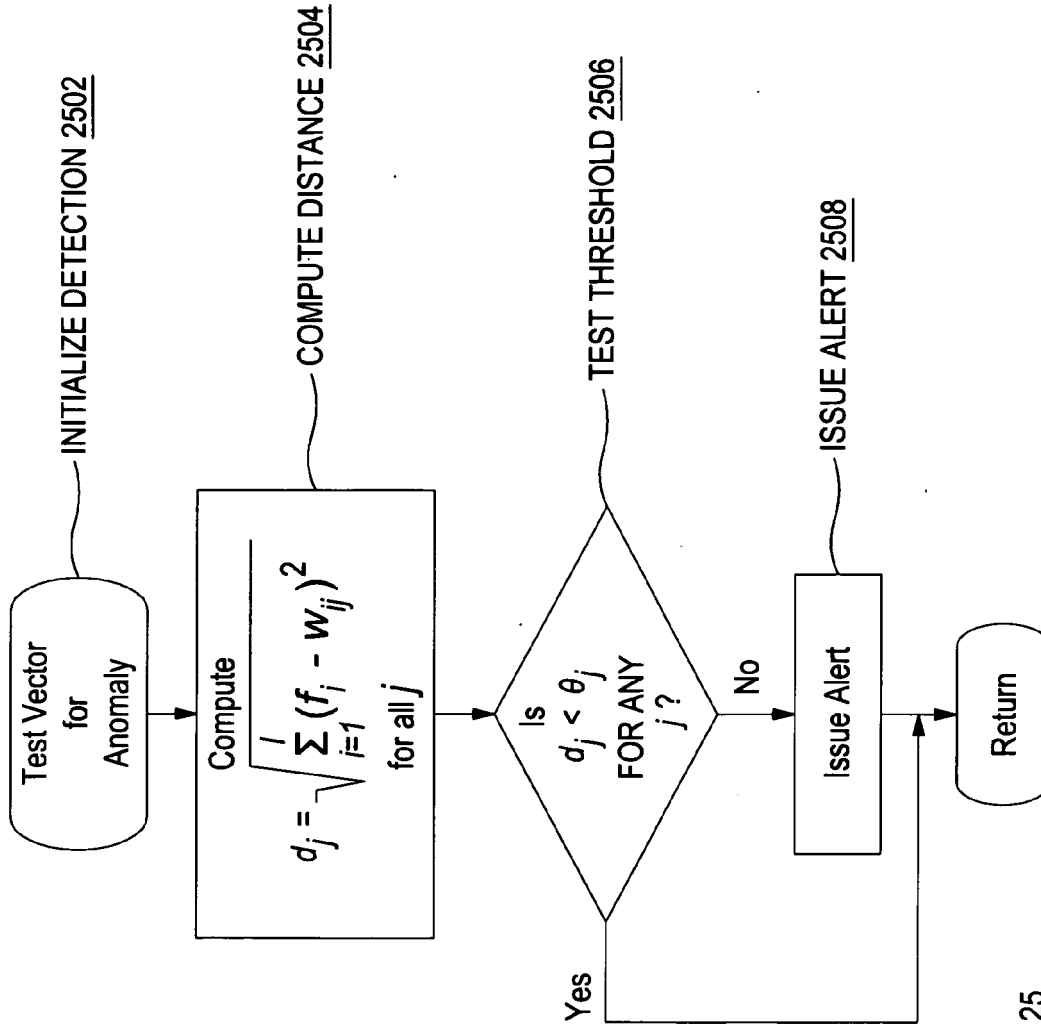 Test Vector
for
Anomaly
INITIALIZE DETECTION 2502
Compute
d_j = √ I Σ i=1 (f_i - w_ij)^2
for all j
COMPUTE DISTANCE 2504
Is
d_j < θ_j
FOR ANY
j ?
TEST THRESHOLD 2506
Yes
No
Issue Alert
ISSUE ALERT 2508
Return
25